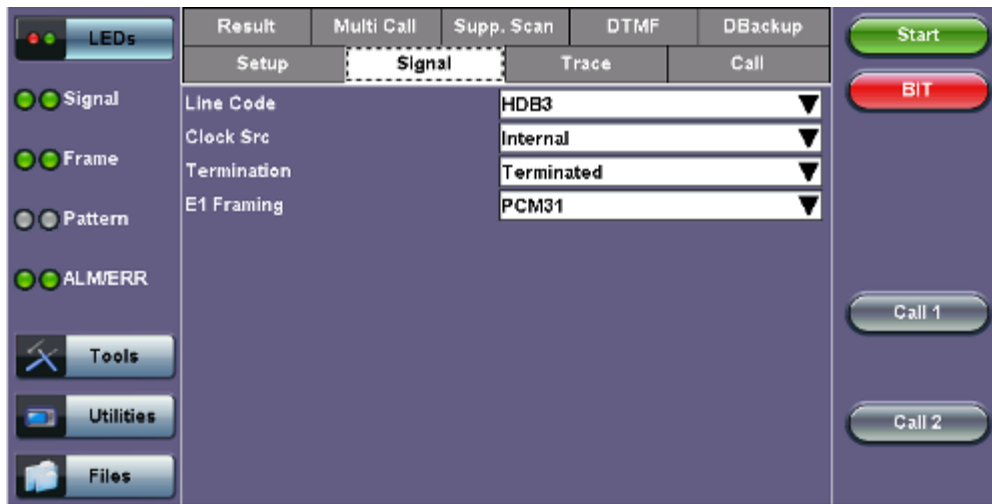 LEDs
Signal
Frame
Pattern
ALM/ERR
Tools
Utilities
Files
Result Multi Call Supp. Scan DTMF DBackup
Setup Signal Trace Call
Line Code HDB3
Clock Src Internal
Termination Terminated
E1 Framing PCM31
Start
BIT
Call 1
Call 2